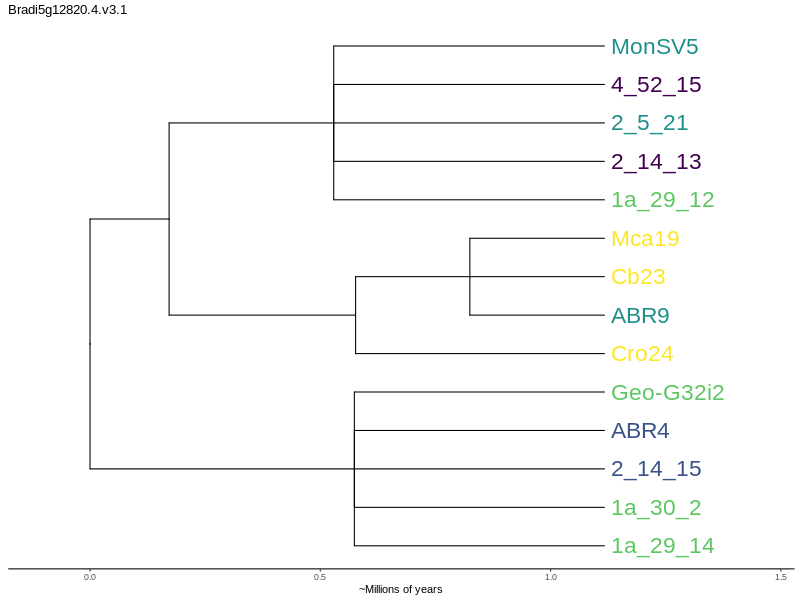 Bradi5g12820.4.v3.1
MonSV5
4_52_15
2_5_21
2_14_13
1a_29_12
Mca19
Cb23
ABR9
Cro24
Geo-G32i2
ABR4
2_14_15
1a_30_2
1a_29_14
0.0 0.5 1.0 1.5
~Millions of years